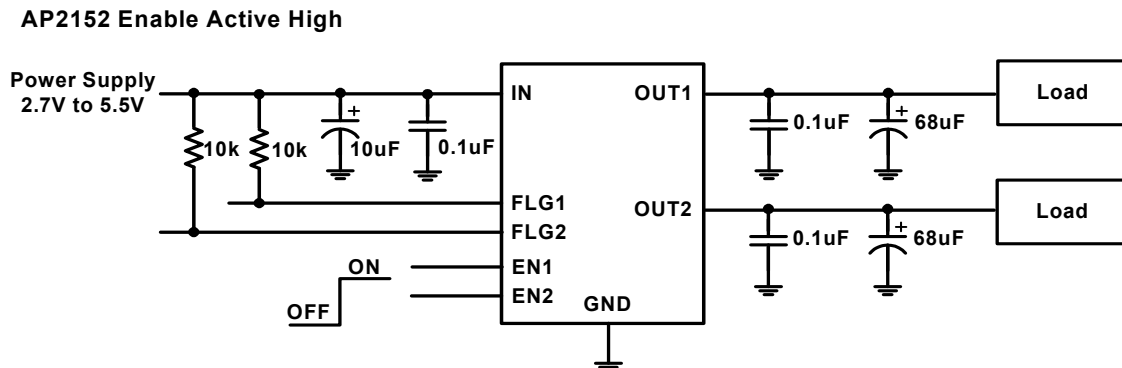 AP2152 Enable Active High
Power Supply
2.7V to 5.5V
IN
OUT1
Load
10k
10k
+
10uF
0.1uF
0.1uF
+
68uF
FLG1
FLG2
OUT2
Load
0.1uF
+
68uF
ON
OFF
EN1
EN2
GND